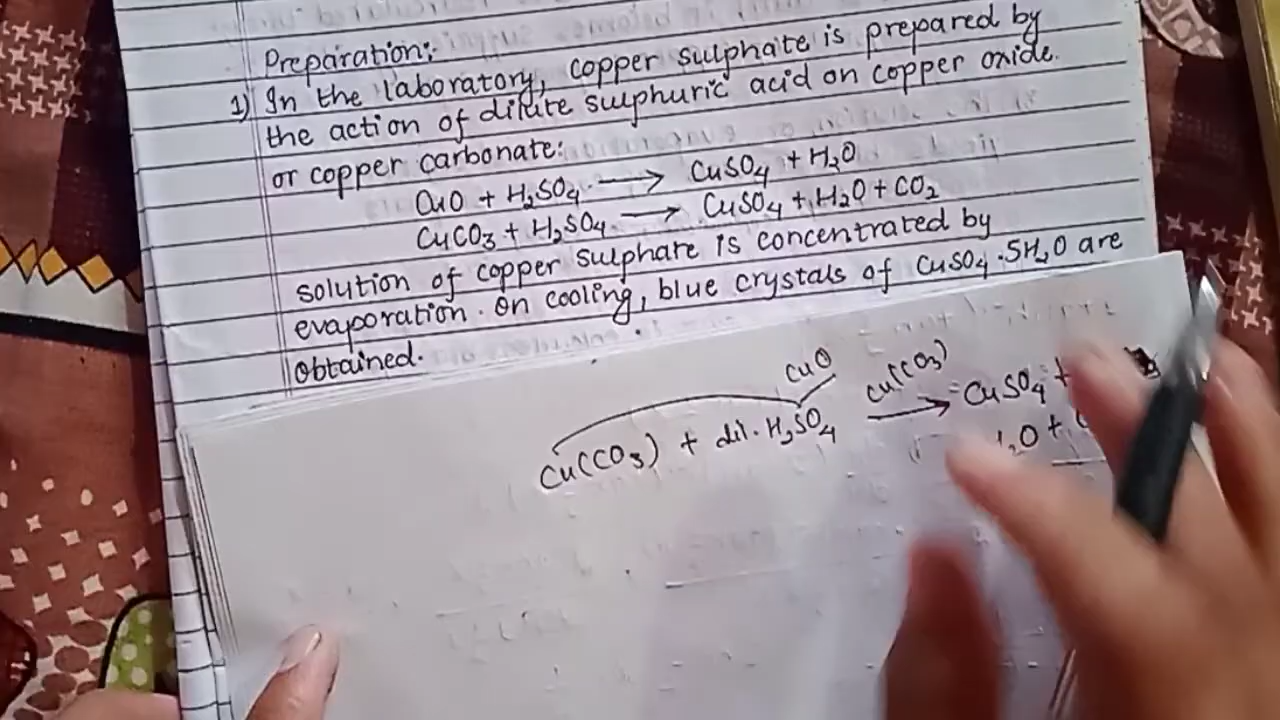 Preparation:-
1) In the laboratory, copper sulphate is prepared by
the action of dilute sulphuric acid on copper oxide.
or copper carbonate:
CuO + H₂SO₄ → CuSO₄ + H₂O
CuCO₃ + H₂SO₄ → CuSO₄ + H₂O + CO₂
solution of copper sulphate is concentrated by
evaporation. On cooling, blue crystals of CuSO₄·5H₂O are
obtained.
CuO
Cu(CO₃) + dil. H₂SO₄ → CuSO₄ +
Cu(CO₃)
₂O +